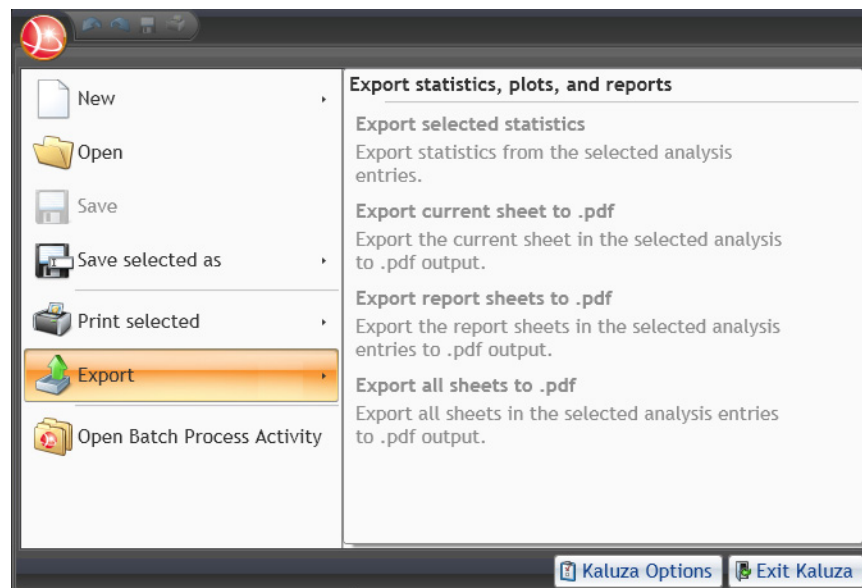 New
Open
Save
Save selected as
Print selected
Export
Open Batch Process Activity
Export statistics, plots, and reports
Export selected statistics
Export statistics from the selected analysis
entries.
Export current sheet to .pdf
Export the current sheet in the selected analysis
to .pdf output.
Export report sheets to .pdf
Export the report sheets in the selected analysis
entries to .pdf output.
Export all sheets to .pdf
Export all sheets in the selected analysis entries
to .pdf output.
Kaluza Options
Exit Kaluza